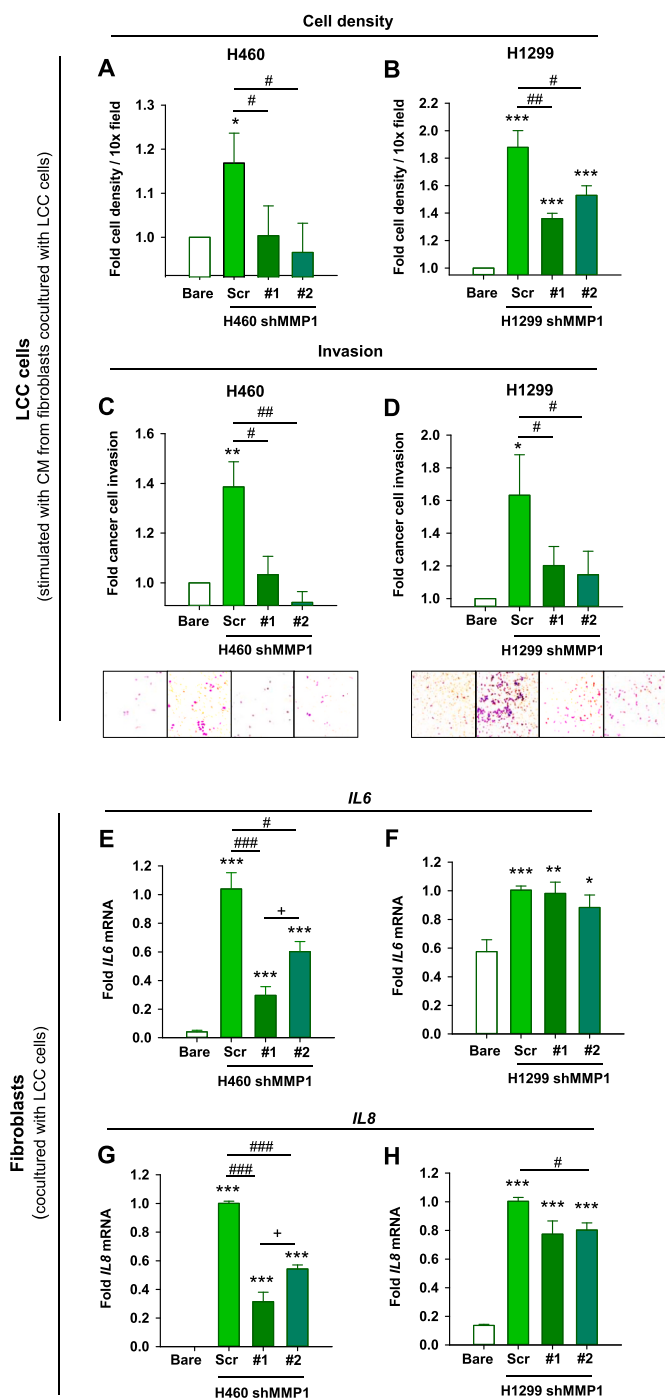 Cell density
H460
H1299
A
B
#
#
#
##
*
***
***
***
Fold cell density / 10x field
1.3
1.2
1.1
1.0
Fold cell density / 10x field
2.2
2.0
1.8
1.6
1.4
1.2
1.0
Bare Scr #1 #2
H460 shMMP1
Bare Scr #1 #2
H1299 shMMP1
LCC cells
(stimulated with CM from fibroblasts cocultured with LCC cells)
Invasion
H460
H1299
C
D
##
#
**
#
#
*
Fold cancer cell invasion
1.6
1.4
1.2
1.0
Fold cancer cell invasion
2.0
1.8
1.6
1.4
1.2
1.0
Bare Scr #1 #2
H460 shMMP1
Bare Scr #1 #2
H1299 shMMP1
IL6
E
F
#
###
***
+
***
***
***
**
*
Fold IL6 mRNA
1.2
1.0
0.8
0.6
0.4
0.2
0.0
Fold IL6 mRNA
1.2
1.0
0.8
0.6
0.4
0.2
0.0
Bare Scr #1 #2
H460 shMMP1
Bare Scr #1 #2
H1299 shMMP1
Fibroblasts
(cocultured with LCC cells)
IL8
G
H
###
###
***
+
***
***
#
***
***
***
Fold IL8 mRNA
1.2
1.0
0.8
0.6
0.4
0.2
0.0
Fold IL8 mRNA
1.2
1.0
0.8
0.6
0.4
0.2
0.0
Bare Scr #1 #2
H460 shMMP1
Bare Scr #1 #2
H1299 shMMP1